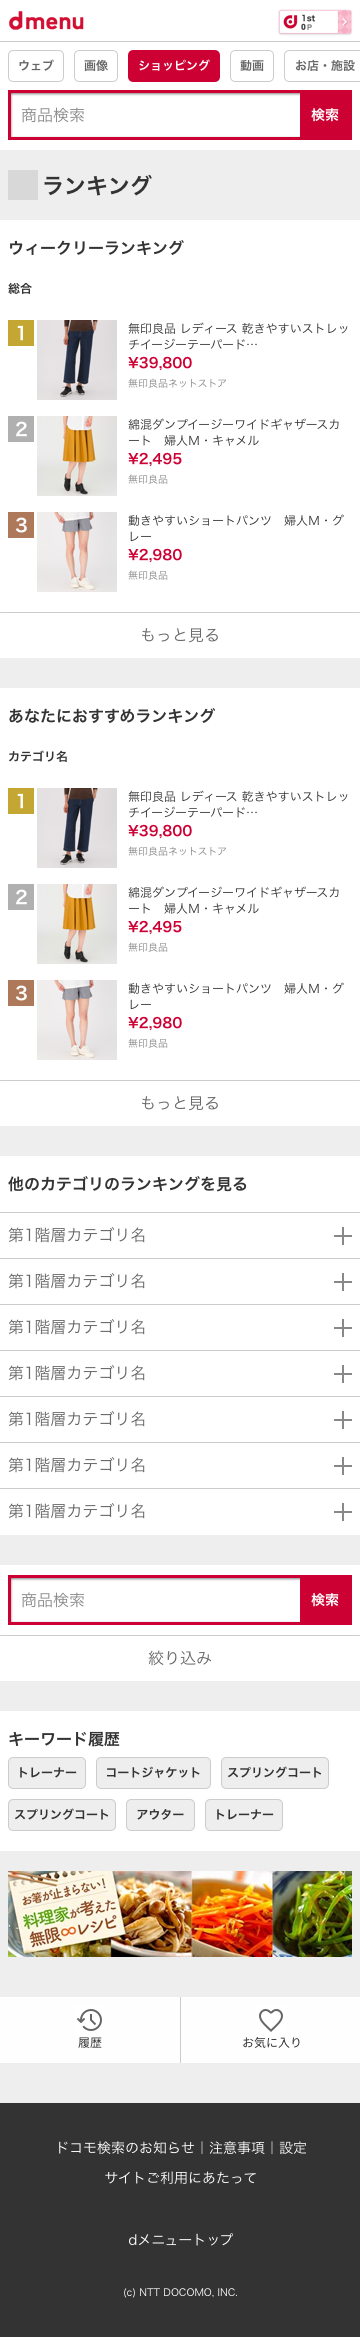 dmenu
1st
0P
ウェブ
画像
ショッピング
動画
お店・施設
商品検索
検索
ランキング
ウィークリーランキング
総合
1
無印良品 レディース 乾きやすいストレッ
チイージーテーパード…
¥39,800
無印良品ネットストア
2
綿混ダンプイージーワイドギャザースカ
ート　婦人M・キャメル
¥2,495
無印良品
3
動きやすいショートパンツ　婦人M・グ
レー
¥2,980
無印良品
もっと見る
あなたにおすすめランキング
カテゴリ名
1
無印良品 レディース 乾きやすいストレッ
チイージーテーパード…
¥39,800
無印良品ネットストア
2
綿混ダンプイージーワイドギャザースカ
ート　婦人M・キャメル
¥2,495
無印良品
3
動きやすいショートパンツ　婦人M・グ
レー
¥2,980
無印良品
もっと見る
他のカテゴリのランキングを見る
第1階層カテゴリ名
第1階層カテゴリ名
第1階層カテゴリ名
第1階層カテゴリ名
第1階層カテゴリ名
第1階層カテゴリ名
第1階層カテゴリ名
商品検索
検索
絞り込み
キーワード履歴
トレーナー
コートジャケット
スプリングコート
スプリングコート
アウター
トレーナー
お箸が止まらない！
料理家が考えた
無限∞レシピ
履歴
お気に入り
ドコモ検索のお知らせ｜注意事項｜設定
サイトご利用にあたって
dメニュートップ
(c) NTT DOCOMO, INC.